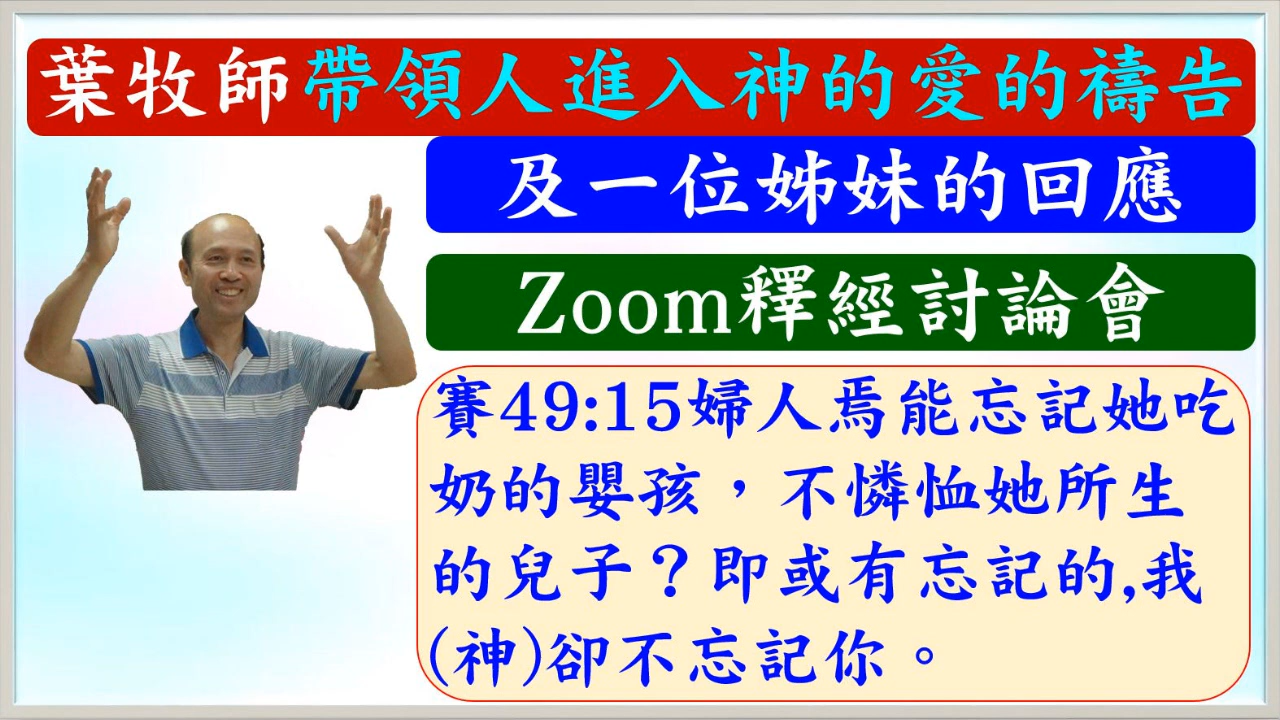 葉牧師帶領人進入神的愛的禱告
及一位姊妹的回應
Zoom釋經討論會
賽49:15婦人焉能忘記她吃
奶的嬰孩，不憐恤她所生
的兒子？即或有忘記的,我
(神)卻不忘記你。